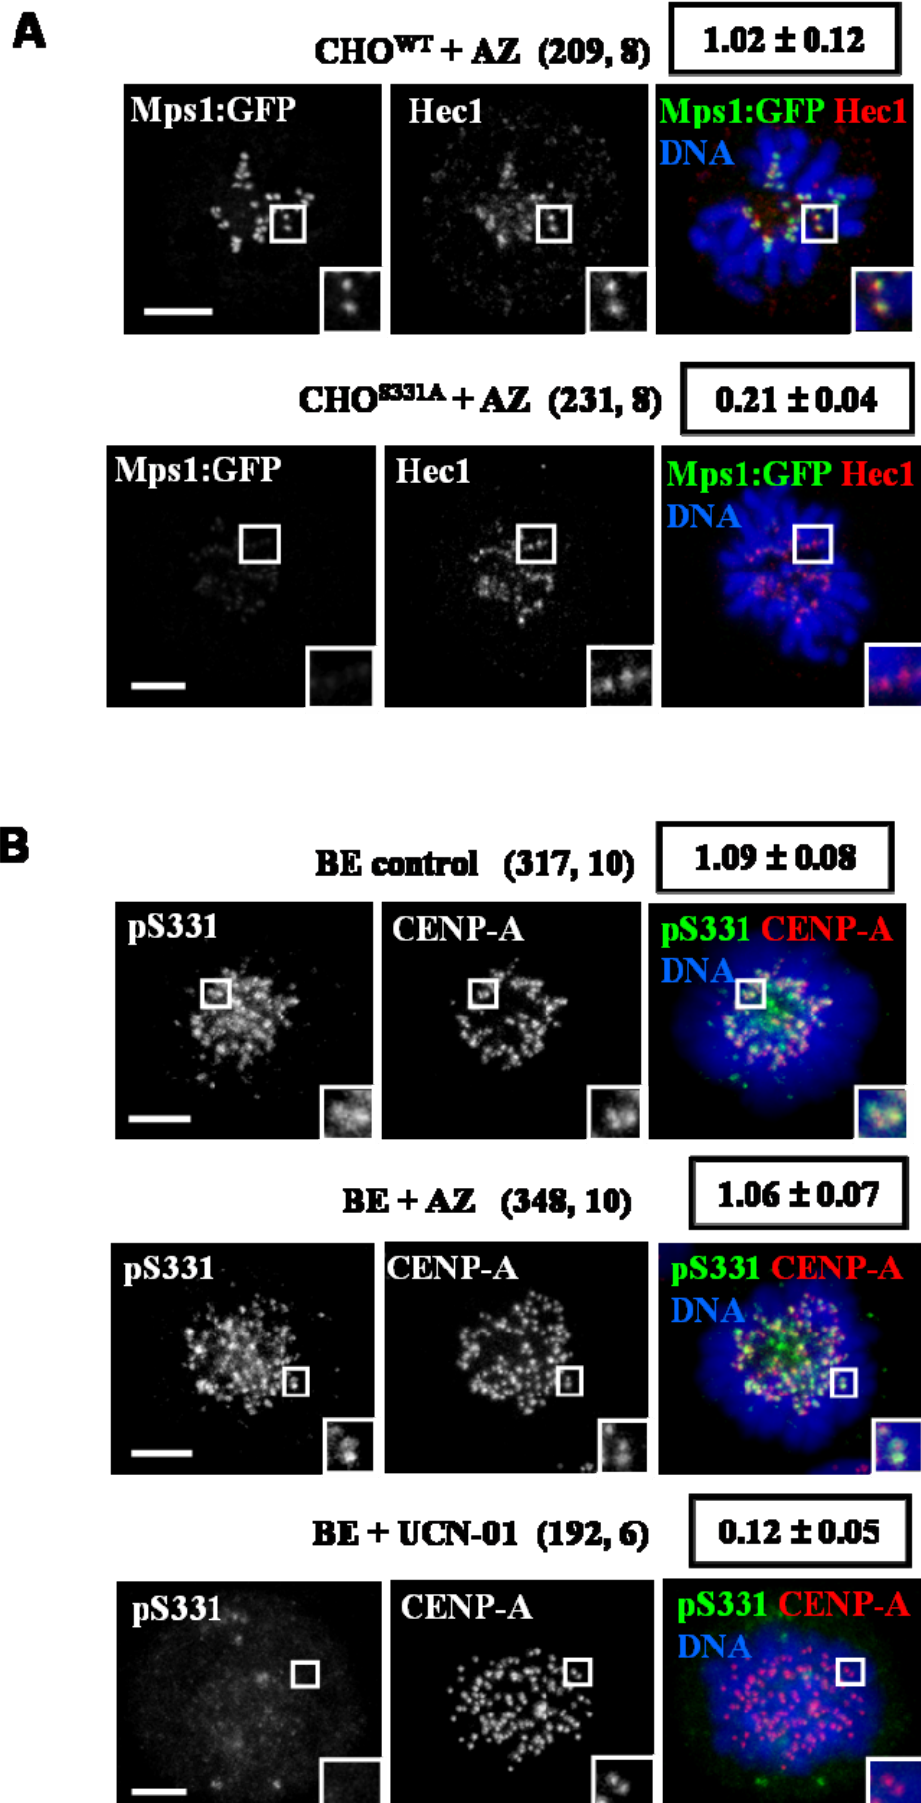 A
CHO^WT + AZ (209, 8) 1.02 ± 0.12
Mps1:GFP Hec1 Mps1:GFP Hec1
DNA
CHO^S331A + AZ (231, 8) 0.21 ± 0.04
Mps1:GFP Hec1 Mps1:GFP Hec1
DNA
B
BE control (317, 10) 1.09 ± 0.08
pS331 CENP-A pS331 CENP-A
DNA
BE + AZ (348, 10) 1.06 ± 0.07
pS331 CENP-A pS331 CENP-A
DNA
BE + UCN-01 (192, 6) 0.12 ± 0.05
pS331 CENP-A pS331 CENP-A
DNA